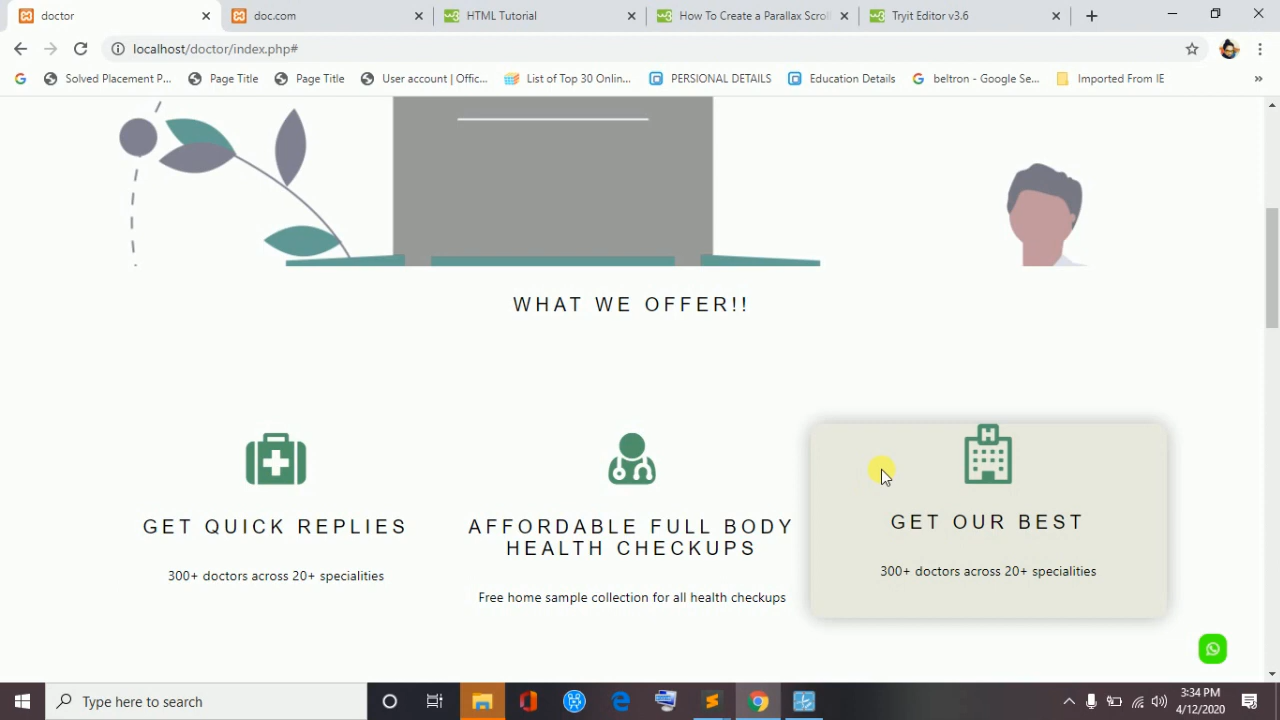 doctor
doc.com
HTML Tutorial
How To Create a Parallax Scroll
Tryit Editor v3.6
localhost/doctor/index.php#
Solved Placement P...
Page Title
Page Title
User account | Offic...
List of Top 30 Onlin...
PERSIONAL DETAILS
Education Details
beltron - Google Se...
Imported From IE
WHAT WE OFFER!!
GET QUICK REPLIES
300+ doctors across 20+ specialities
AFFORDABLE FULL BODY
HEALTH CHECKUPS
Free home sample collection for all health checkups
H
GET OUR BEST
300+ doctors across 20+ specialities
Type here to search
3:34 PM
4/12/2020